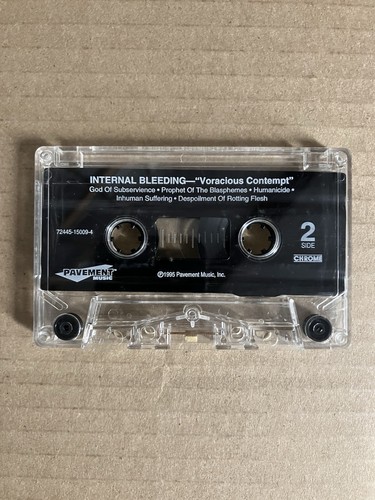 INTERNAL BLEEDING—"Voracious Contempt"
God Of Subservience • Prophet Of The Blasphemes • Humanicide •
Inhuman Suffering • Despoilment Of Rotting Flesh
72445-15009-4
2
SIDE
CHROME
PAVEMENT
MUSIC
℗1995 Pavement Music, Inc.